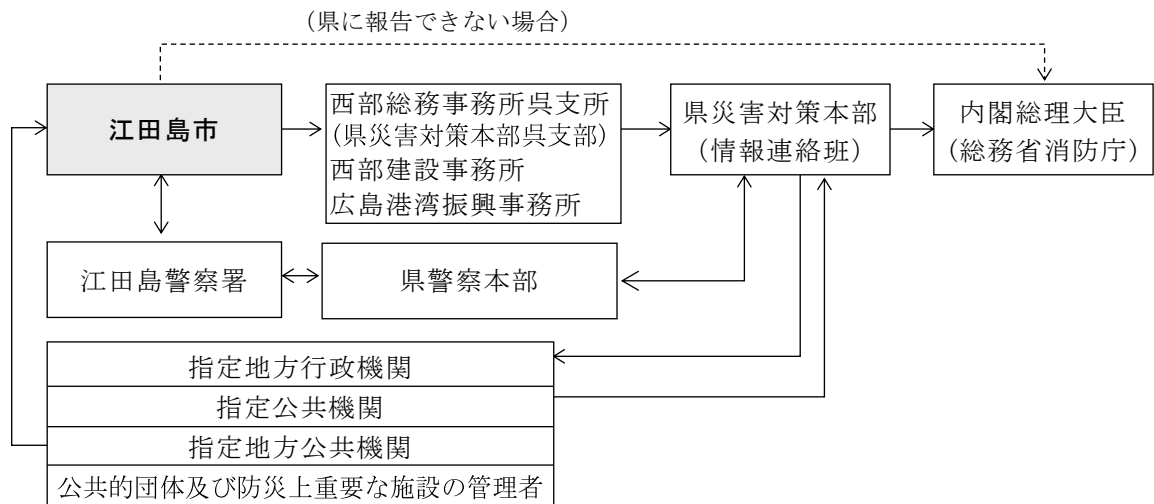 （県に報告できない場合）
江田島市
西部総務事務所呉支所
(県災害対策本部呉支部)
西部建設事務所
広島港湾振興事務所
県災害対策本部
（情報連絡班）
内閣総理大臣
(総務省消防庁)
江田島警察署
県警察本部
指定地方行政機関
指定公共機関
指定地方公共機関
公共的団体及び防災上重要な施設の管理者